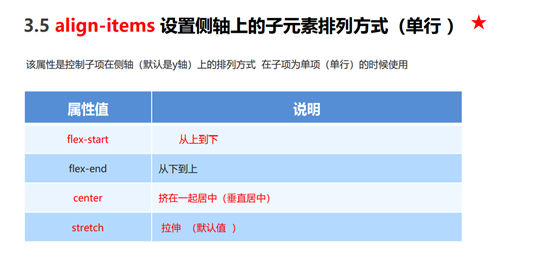 3.5 align-items 设置侧轴上的子元素排列方式（单行 ）
该属性是控制子项在侧轴（默认是y轴）上的排列方式 在子项为单项（单行）的时候使用
属性值 说明
flex-start 从上到下
flex-end 从下到上
center 挤在一起居中（垂直居中）
stretch 拉伸 （默认值 ）